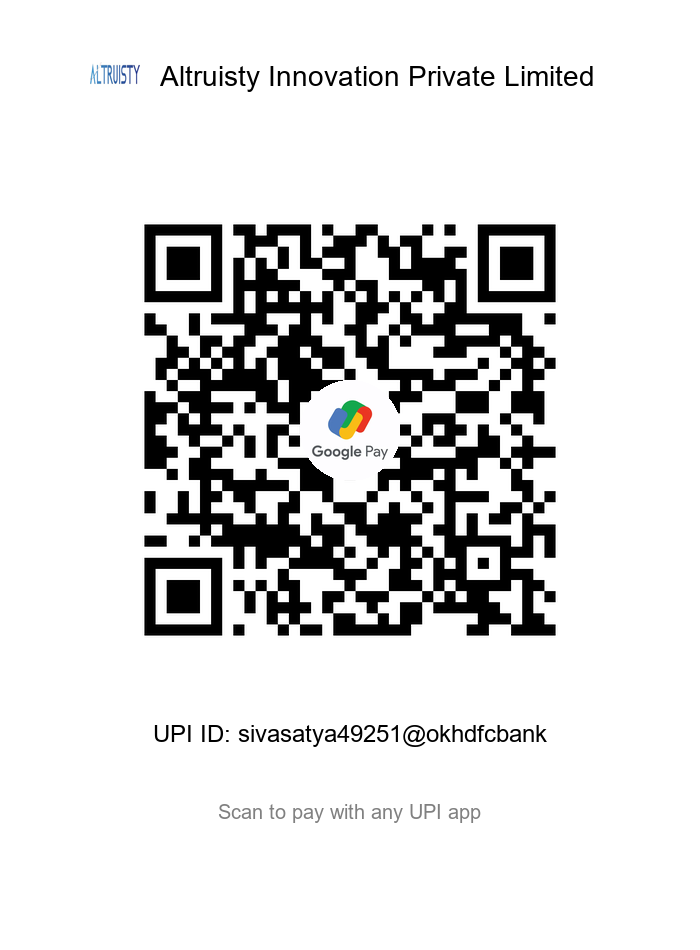 ALTRUISTY Altruisty Innovation Private Limited
Google Pay
UPI ID: sivasatya49251@okhdfcbank
Scan to pay with any UPI app